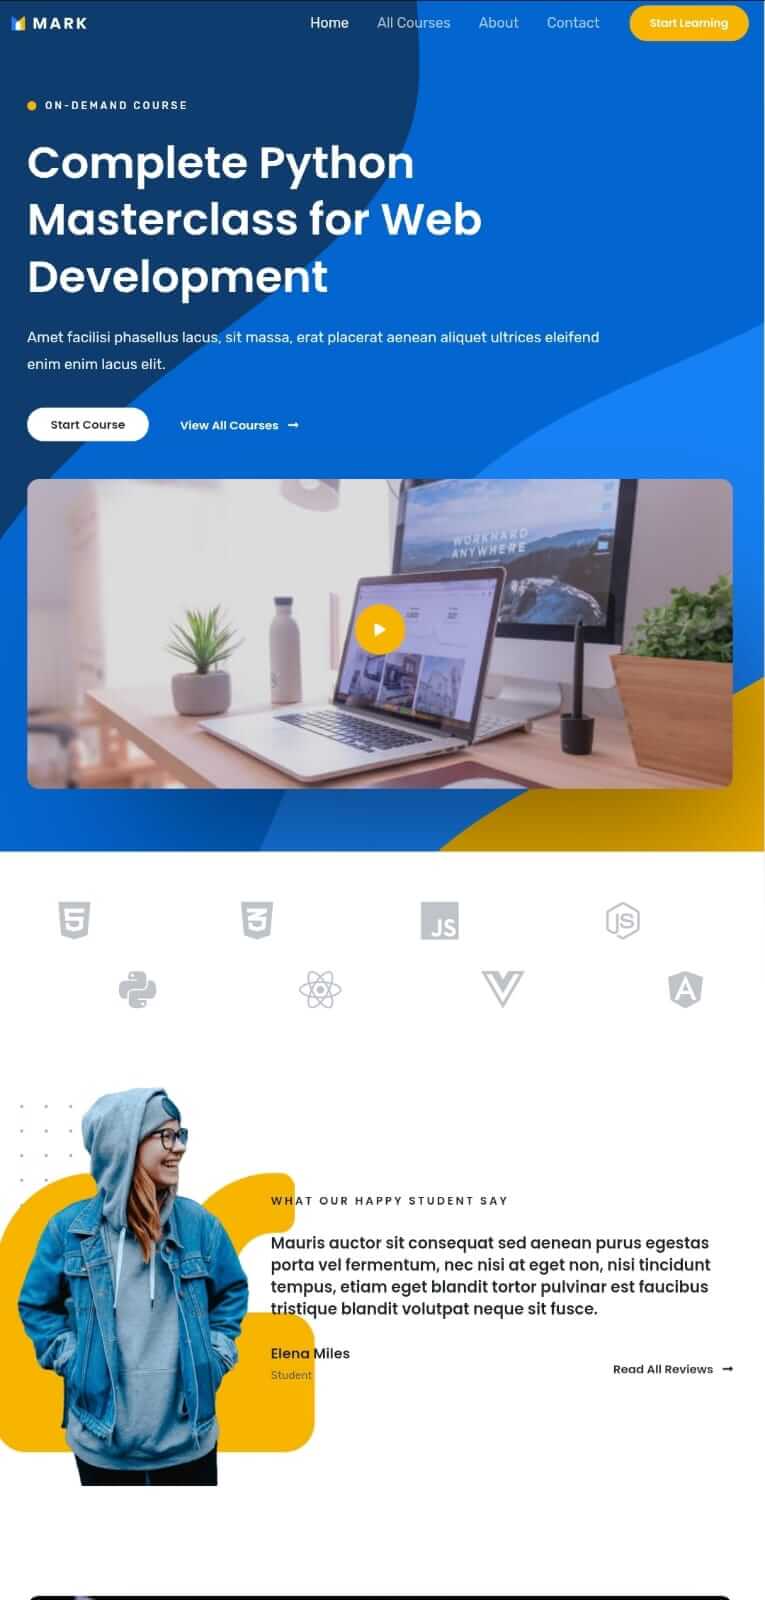 MARK
Home
All Courses
About
Contact
Start Learning
ON-DEMAND COURSE
Complete Python
Masterclass for Web
Development
Amet facilisi phasellus lacus, sit massa, erat placerat aenean aliquet ultrices eleifend
enim enim lacus elit.
Start Course
View All Courses
WORKHARD
ANYWHERE
5
3
JS
JS
A
WHAT OUR HAPPY STUDENT SAY
Mauris auctor sit consequat sed aenean purus egestas
porta vel fermentum, nec nisi at eget non, nisi tincidunt
tempus, etiam eget blandit tortor pulvinar est faucibus
tristique blandit volutpat neque sit fusce.
Elena Miles
Student
Read All Reviews